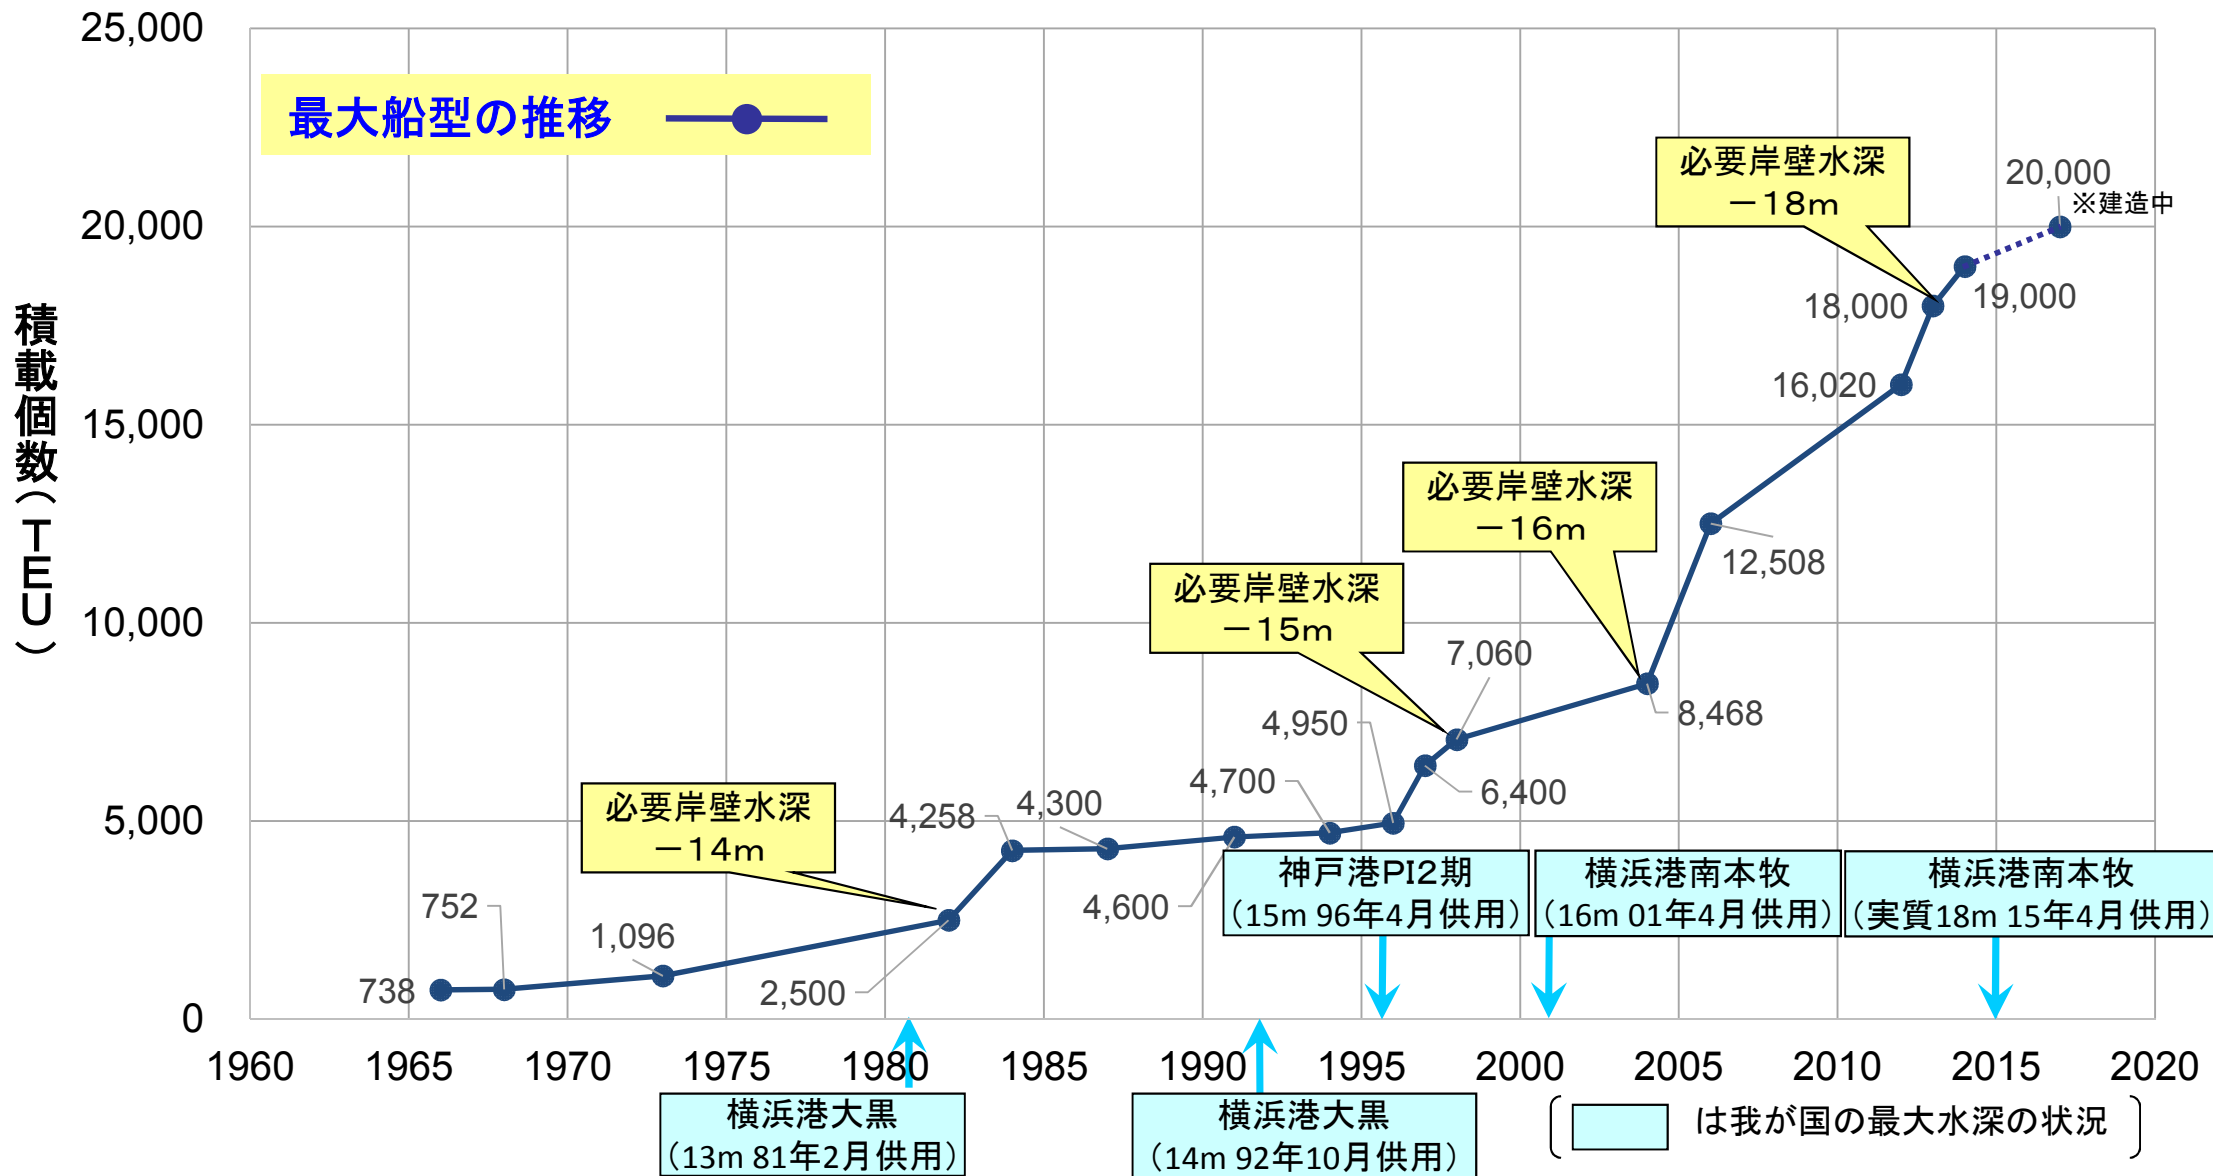 最大船型の推移
積載個数(TEU)
25,000
20,000
15,000
10,000
5,000
0
1960
1965
1970
1975
1980
1985
1990
1995
2000
2005
2010
2015
2020
738
752
1,096
2,500
4,258
4,300
4,600
4,700
4,950
6,400
7,060
8,468
12,508
16,020
18,000
19,000
20,000
※建造中
必要岸壁水深
-14m
必要岸壁水深
-15m
必要岸壁水深
-16m
必要岸壁水深
-18m
神戸港PI2期
(15m 96年4月供用)
横浜港南本牧
(16m 01年4月供用)
横浜港南本牧
(実質18m 15年4月供用)
横浜港大黒
(13m 81年2月供用)
横浜港大黒
(14m 92年10月供用)
は我が国の最大水深の状況